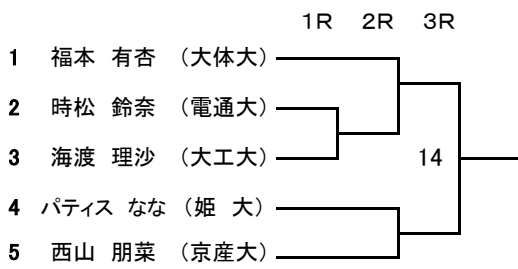 1R 2R 3R
1 福本 有杏 （大体大）
2 時松 鈴奈 （電通大）
3 海渡 理沙 （大工大） 14
4 パティス なな （姫 大）
5 西山 朋菜 （京産大）